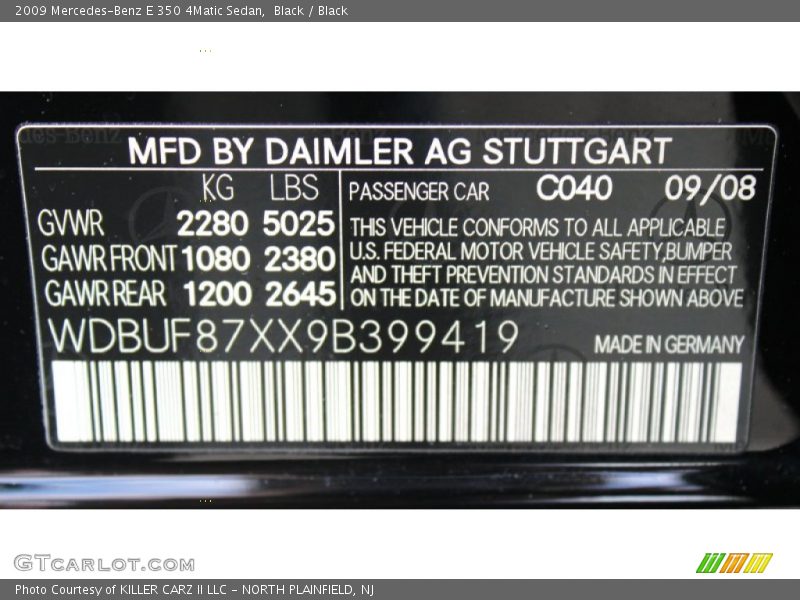 2009 Mercedes-Benz E 350 4Matic Sedan,  Black / Black
MFD BY DAIMLER AG STUTTGART
KG LBS
GVWR 2280 5025
GAWR FRONT 1080 2380
GAWR REAR 1200 2645
PASSENGER CAR C040 09/08
THIS VEHICLE CONFORMS TO ALL APPLICABLE
U.S. FEDERAL MOTOR VEHICLE SAFETY,BUMPER
AND THEFT PREVENTION STANDARDS IN EFFECT
ON THE DATE OF MANUFACTURE SHOWN ABOVE
WDBUF87XX9B399419
MADE IN GERMANY
GTCARLOT.COM
Photo Courtesy of KILLER CARZ II LLC - NORTH PLAINFIELD, NJ